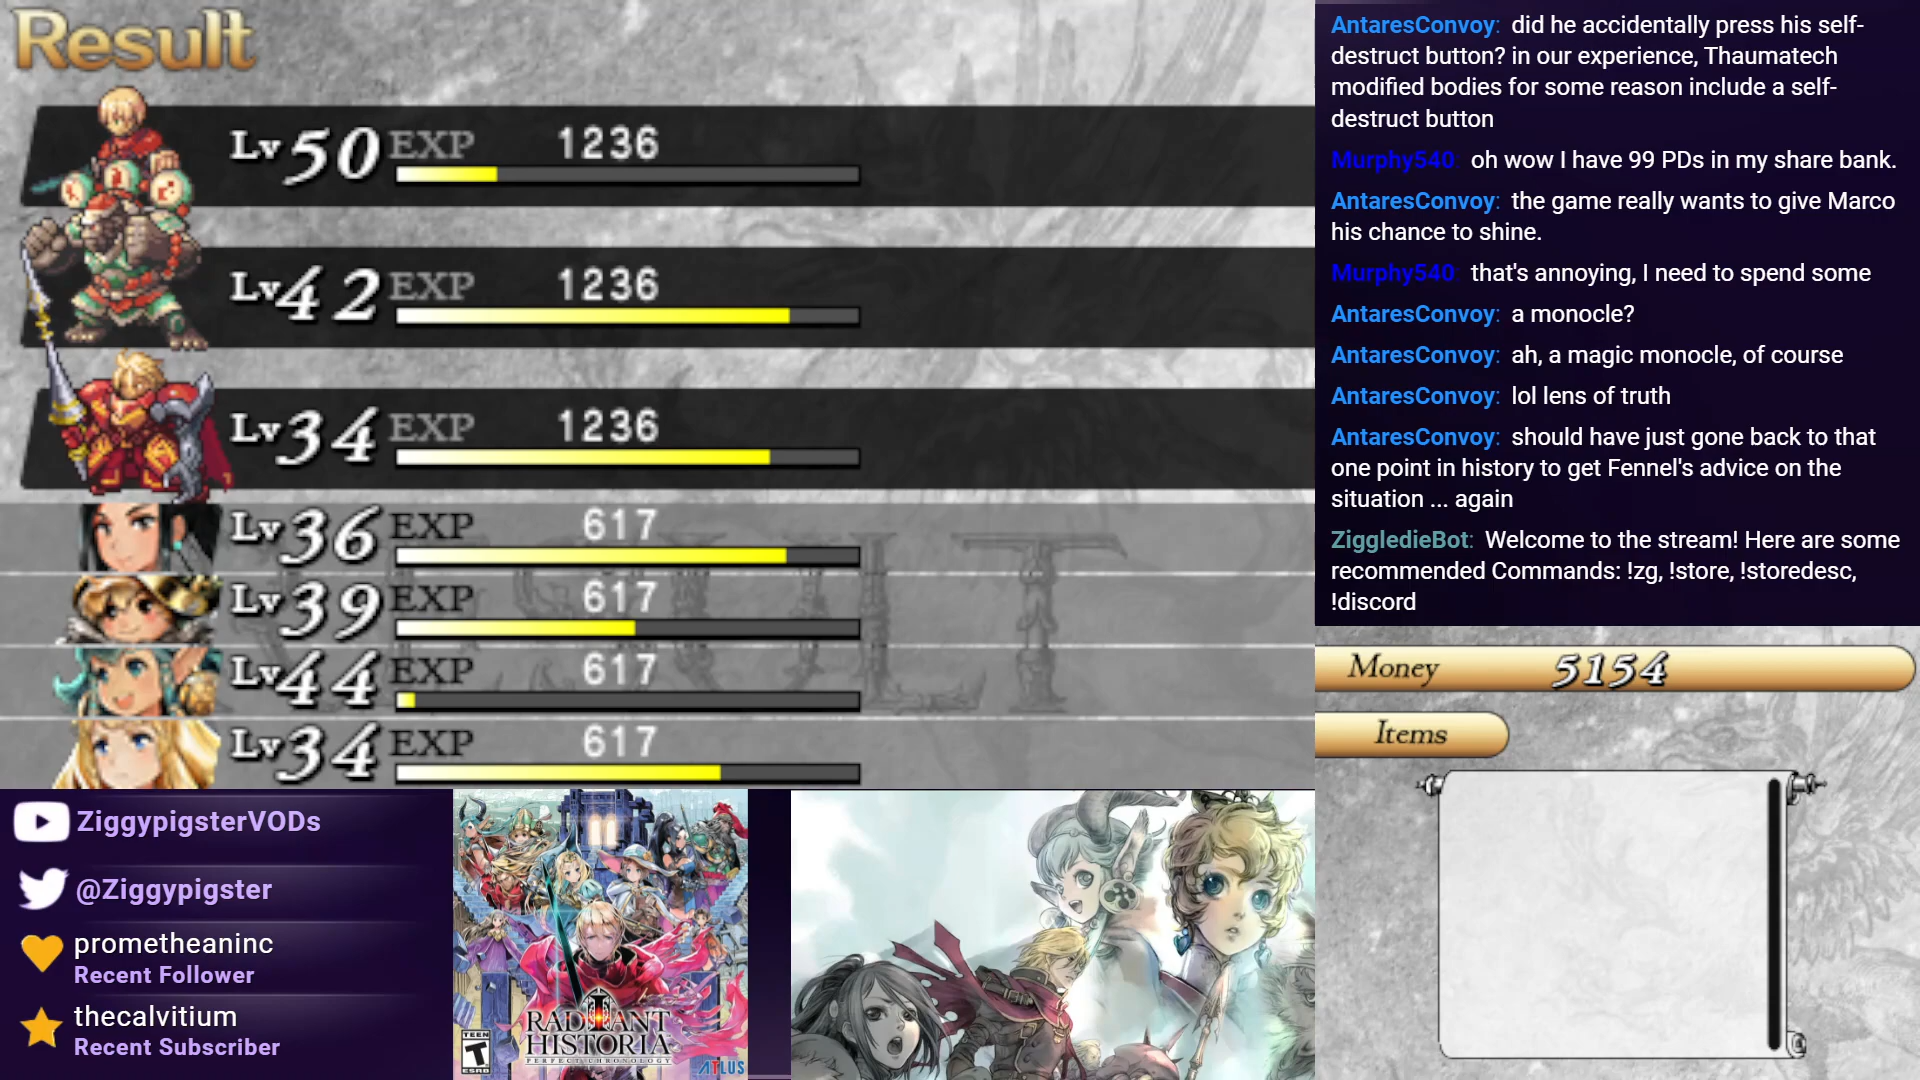 Result
Lv 50 EXP 1236
Lv 42 EXP 1236
Lv 34 EXP 1236
Lv 36 EXP 617
Lv 39 EXP 617
Lv 44 EXP 617
Lv 34 EXP 617
AntaresConvoy: did he accidentally press his self-
destruct button? in our experience, Thaumatech
modified bodies for some reason include a self-
destruct button
Murphy540: oh wow I have 99 PDs in my share bank.
AntaresConvoy: the game really wants to give Marco
his chance to shine.
Murphy540: that's annoying, I need to spend some
AntaresConvoy: a monocle?
AntaresConvoy: ah, a magic monocle, of course
AntaresConvoy: lol lens of truth
AntaresConvoy: should have just gone back to that
one point in history to get Fennel's advice on the
situation ... again
ZiggledieBot: Welcome to the stream! Here are some
recommended Commands: !zg, !store, !storedesc,
!discord
Money 5154
Items
ZiggypigsterVODs
@Ziggypigster
prometheaninc
Recent Follower
thecalvitium
Recent Subscriber
RADIANT
HISTORIA
PERFECT CHRONOLOGY
TEEN
T
ESRB
ATLUS